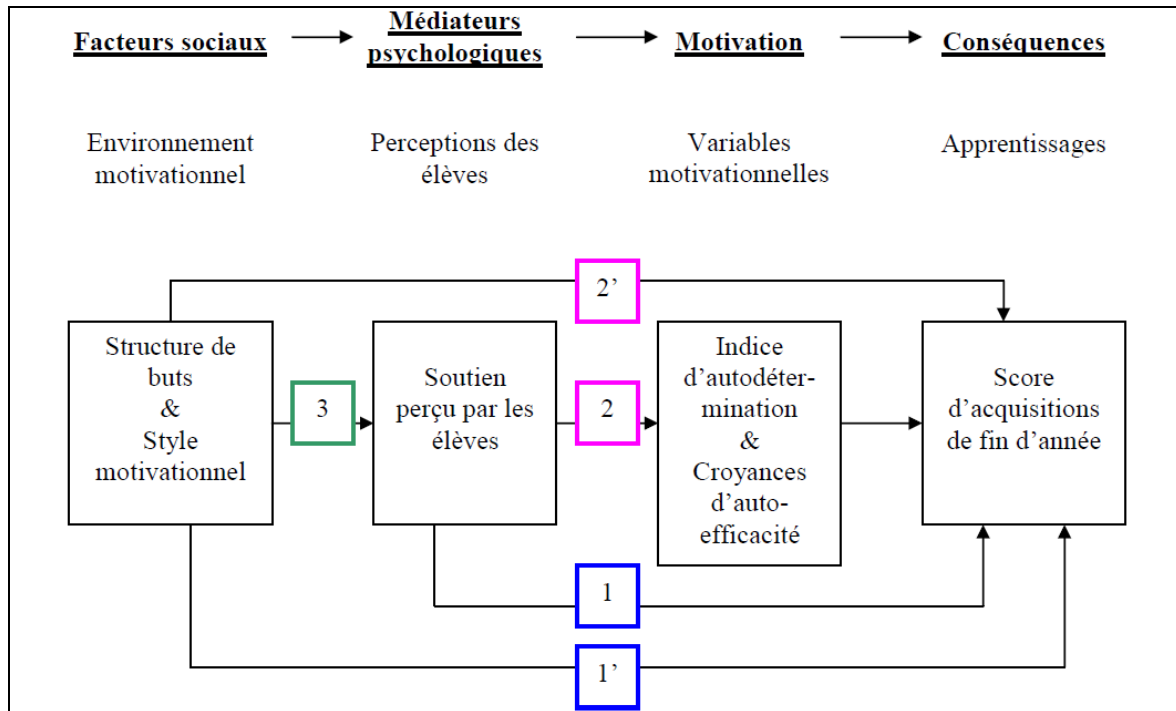 Facteurs sociaux
Médiateurs
psychologiques
Motivation
Conséquences
Environnement
motivationnel
Perceptions des
élèves
Variables
motivationnelles
Apprentissages
2’
Structure de
buts
&
Style
motivationnel
3
Soutien
perçu par les
élèves
2
Indice
d’autodéter-
mination
&
Croyances
d’auto-
efficacité
Score
d’acquisitions
de fin d’année
1
1’